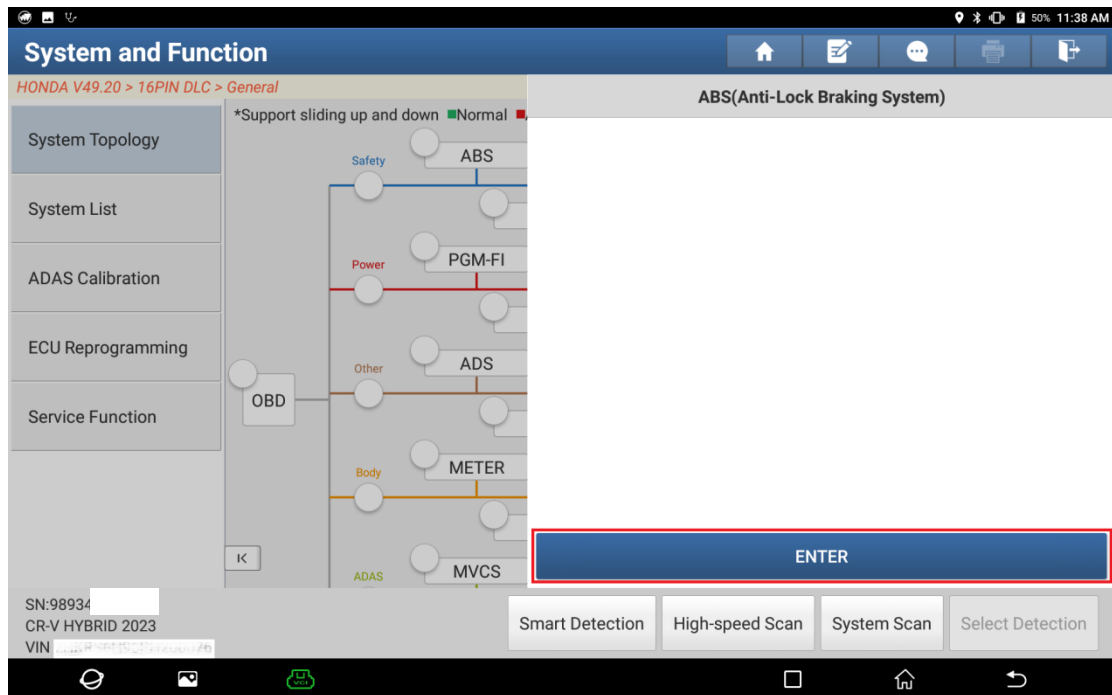 50% 11:38 AM
System and Function
HONDA V49.20 > 16PIN DLC > General
ABS(Anti-Lock Braking System)
System Topology
System List
ADAS Calibration
ECU Reprogramming
Service Function
*Support sliding up and down ■Normal ■
Safety
ABS
Power
PGM-FI
Other
ADS
OBD
Body
METER
ADAS
MVCS
ENTER
SN:98934
CR-V HYBRID 2023
VIN
Smart Detection
High-speed Scan
System Scan
Select Detection
VCI